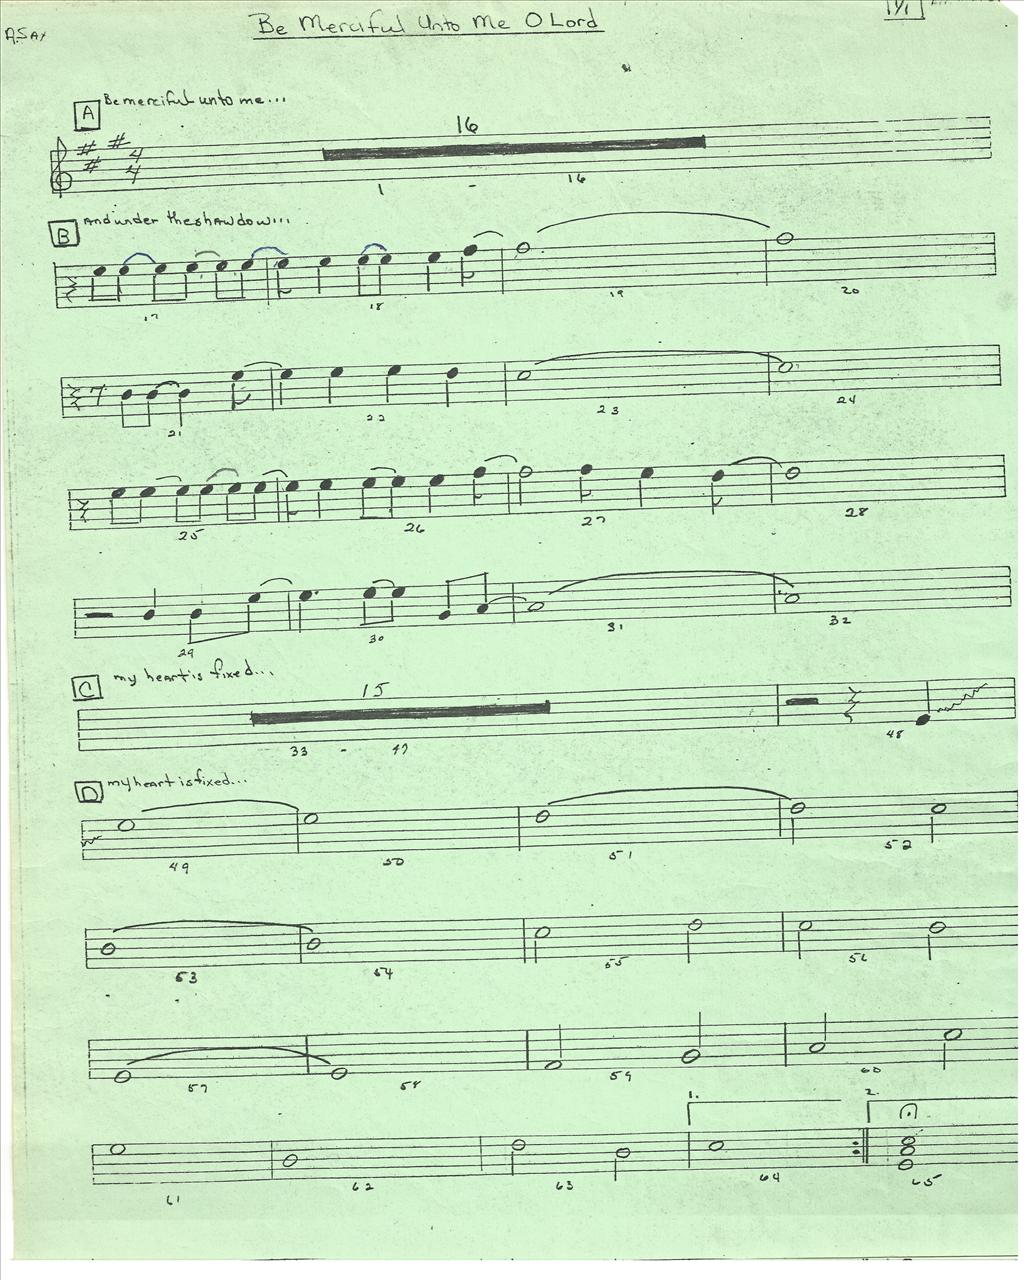 Be Merciful Unto Me O Lord
A.Sax
A Be merciful unto me...
4
4
16
1 - 16
B And under the shawdow...
17 18 19 20
21 22 23 24
25 26 27 28
29 30 31 32
C my heart is fixed...
15
33 - 47 48
D my heart is fixed...
49 50 51 52
53 54 55 56
57 58 59 60
1. 2.
61 62 63 64 65